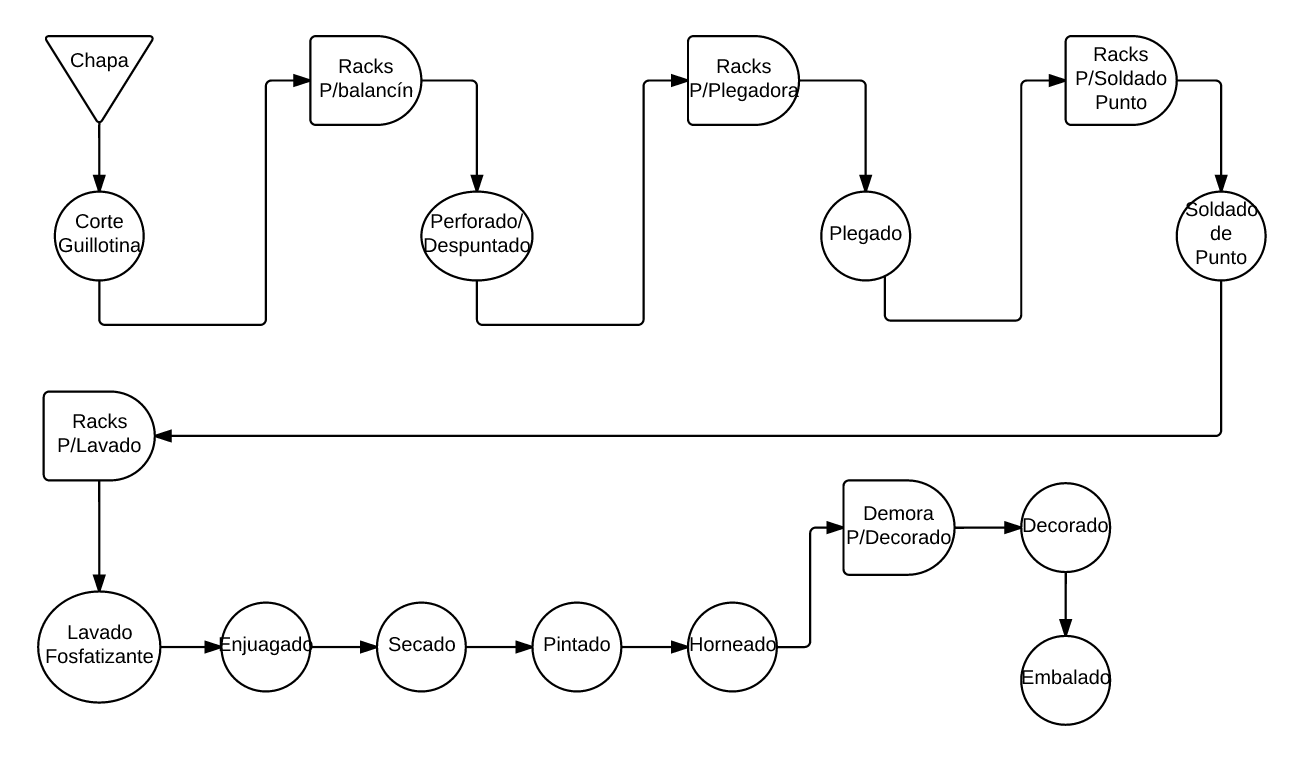 Chapa
Racks
P/balancín
Racks
P/Plegadora
Racks
P/Soldado
Punto
Corte
Guillotina
Perforado/
Despuntado
Plegado
Soldado
de
Punto
Racks
P/Lavado
Demora
P/Decorado
Decorado
Lavado
Fosfatizante
Enjuagado
Secado
Pintado
Horneado
Embalado